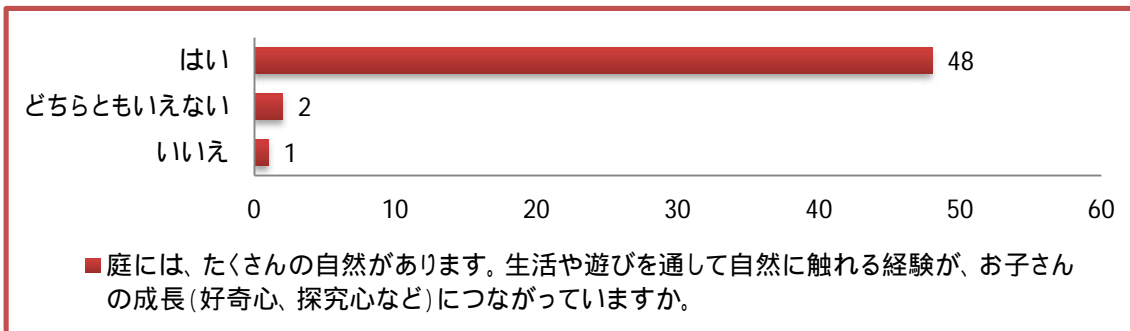 はい 48
どちらともいえない 2
いいえ 1
0 10 20 30 40 50 60
庭には、たくさんの自然があります。生活や遊びを通して自然に触れる経験が、お子さん
の成長(好奇心、探究心など)につながっていますか。